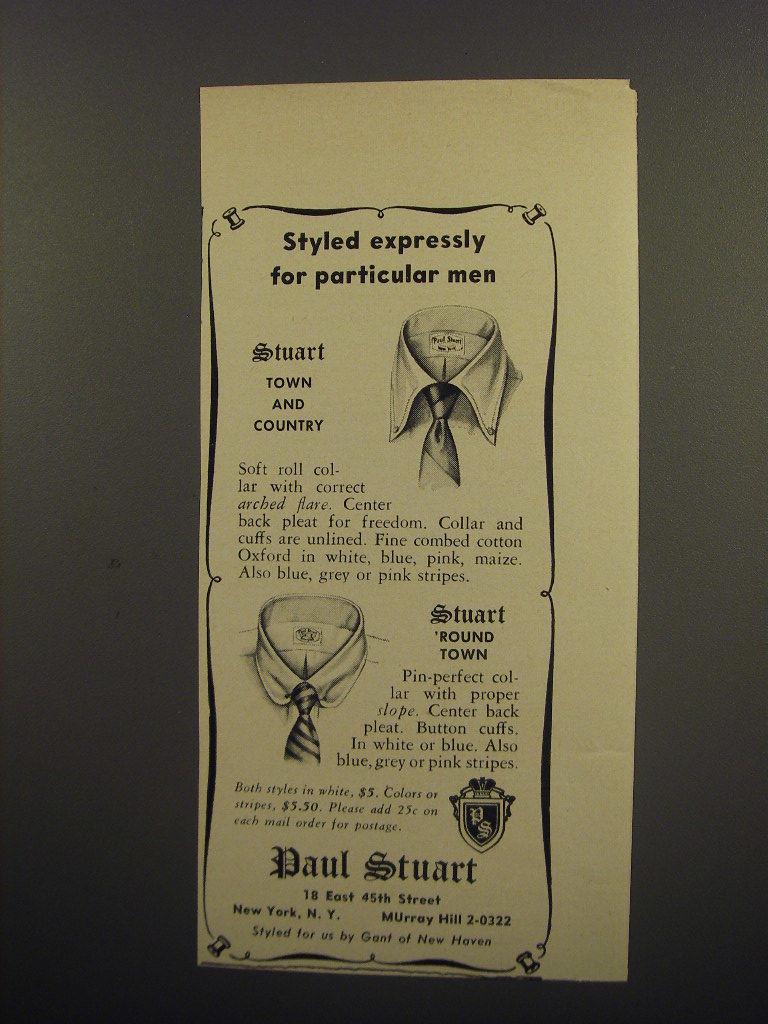 Styled expressly
for particular men
Paul Stuart
New York
Stuart
TOWN
AND
COUNTRY
Soft roll col-
lar with correct
arched flare. Center
back pleat for freedom. Collar and
cuffs are unlined. Fine combed cotton
Oxford in white, blue, pink, maize.
Also blue, grey or pink stripes.
Stuart
'ROUND
TOWN
Pin-perfect col-
lar with proper
slope. Center back
pleat. Button cuffs.
In white or blue. Also
blue, grey or pink stripes.
Both styles in white, $5. Colors or
stripes, $5.50. Please add 25c on
each mail order for postage.
PS
Paul Stuart
18 East 45th Street
New York, N. Y. MUrray Hill 2-0322
Styled for us by Gant of New Haven